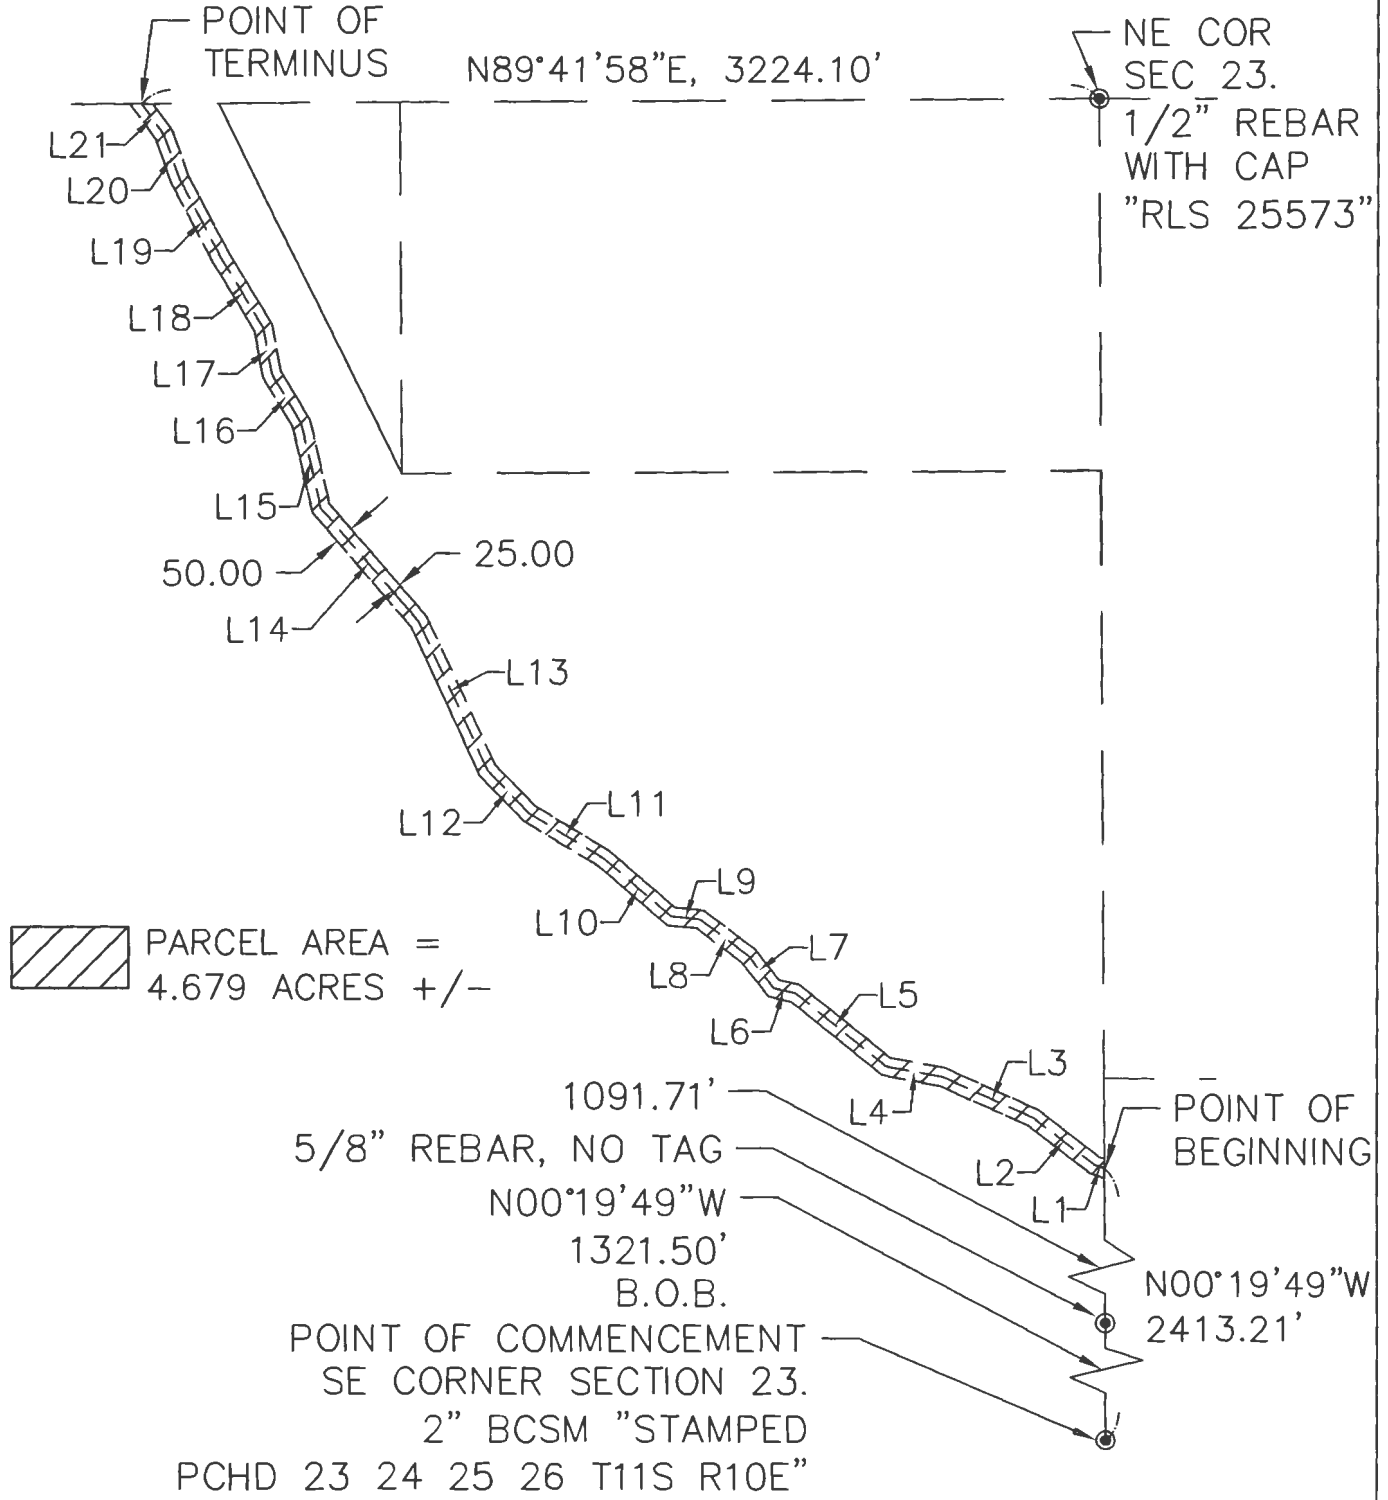 POINT OF
TERMINUS
N89°41'58"E, 3224.10'
NE COR
SEC 23.
1/2" REBAR
WITH CAP
"RLS 25573"
L21
L20
L19
L18
L17
L16
L15
50.00
25.00
L14
L13
L12
L11
L10
L9
L8
L7
L6
L5
L4
L3
L2
L1
PARCEL AREA =
4.679 ACRES +/-
POINT OF
BEGINNING
1091.71'
5/8" REBAR, NO TAG
N00°19'49"W
1321.50'
B.O.B.
N00°19'49"W
2413.21'
POINT OF COMMENCEMENT
SE CORNER SECTION 23.
2" BCSM "STAMPED
PCHD 23 24 25 26 T11S R10E"